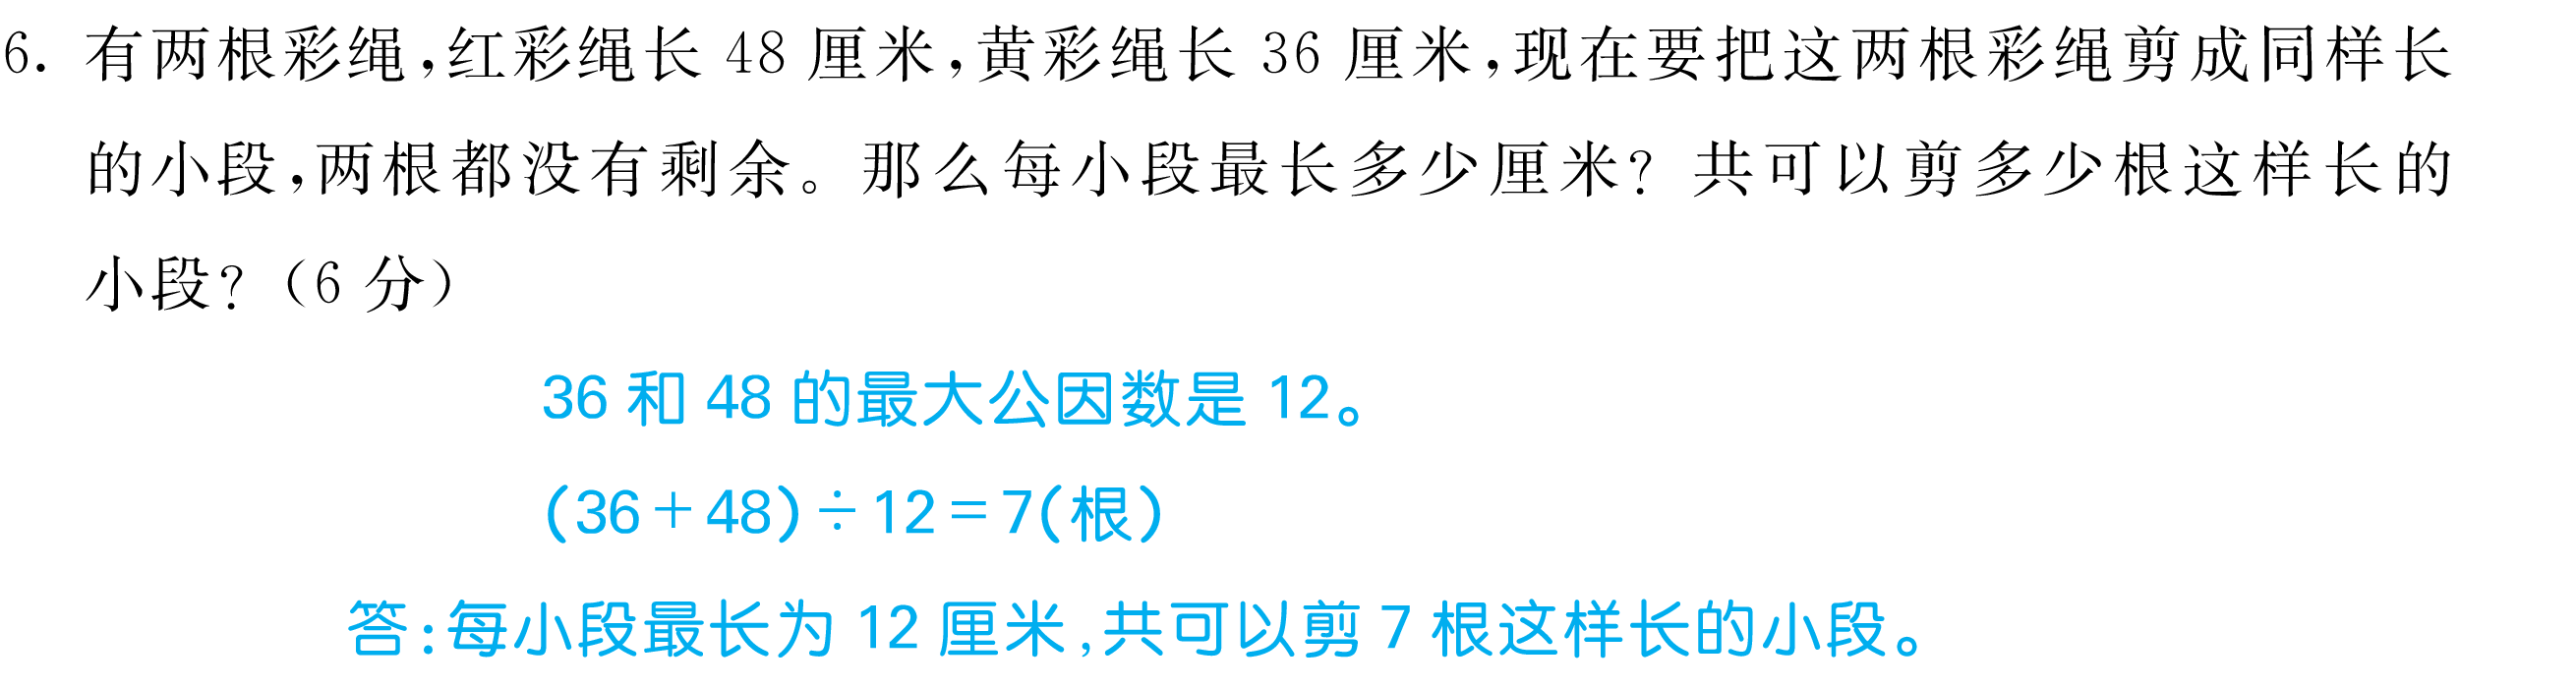 6. 有两根彩绳,红彩绳长 48 厘米,黄彩绳长 36 厘米,现在要把这两根彩绳剪成同样长
的小段,两根都没有剩余。那么每小段最长多少厘米? 共可以剪多少根这样长的
小段?(6 分)
36 和 48 的最大公因数是 12。
(36+48)÷12=7(根)
答:每小段最长为 12 厘米,共可以剪 7 根这样长的小段。